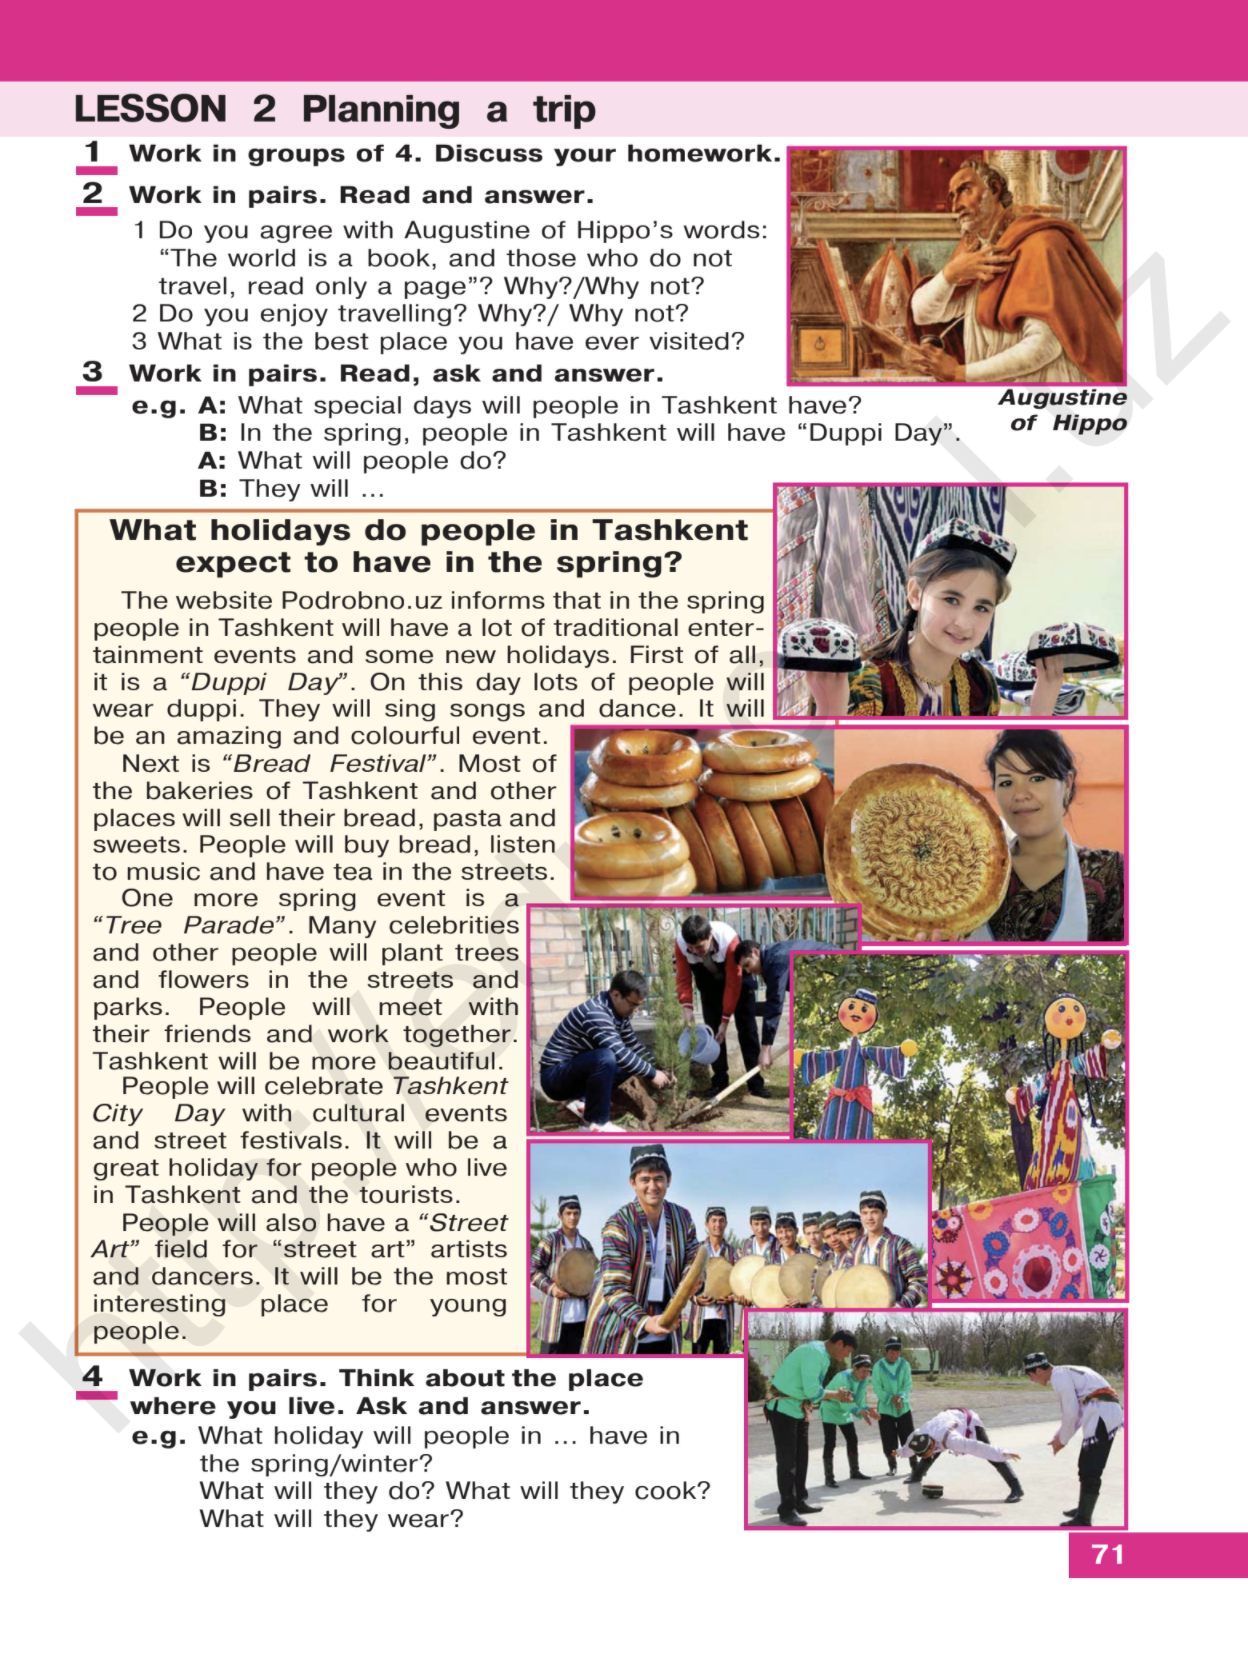 LESSON 2 Planning a trip
1 Work in groups of 4. Discuss your homework.
2 Work in pairs. Read and answer.
1 Do you agree with Augustine of Hippo's words:
“The world is a book, and those who do not
travel, read only a page”? Why?/Why not?
2 Do you enjoy travelling? Why?/ Why not?
3 What is the best place you have ever visited?
Augustine
of Hippo
3 Work in pairs. Read, ask and answer.
e.g. A: What special days will people in Tashkent have?
B: In the spring, people in Tashkent will have “Duppi Day”.
A: What will people do?
B: They will ...
What holidays do people in Tashkent
expect to have in the spring?
The website Podrobno.uz informs that in the spring
people in Tashkent will have a lot of traditional enter-
tainment events and some new holidays. First of all,
it is a “Duppi Day”. On this day lots of people will
wear duppi. They will sing songs and dance. It will
be an amazing and colourful event.
Next is “Bread Festival”. Most of
the bakeries of Tashkent and other
places will sell their bread, pasta and
sweets. People will buy bread, listen
to music and have tea in the streets.
One more spring event is a
“Tree Parade”. Many celebrities
and other people will plant trees
and flowers in the streets and
parks. People will meet with
their friends and work together.
Tashkent will be more beautiful.
People will celebrate Tashkent
City Day with cultural events
and street festivals. It will be a
great holiday for people who live
in Tashkent and the tourists.
People will also have a “Street
Art” field for “street art” artists
and dancers. It will be the most
interesting place for young
people.
4 Work in pairs. Think about the place
where you live. Ask and answer.
e.g. What holiday will people in ... have in
the spring/winter?
What will they do? What will they cook?
What will they wear?
71